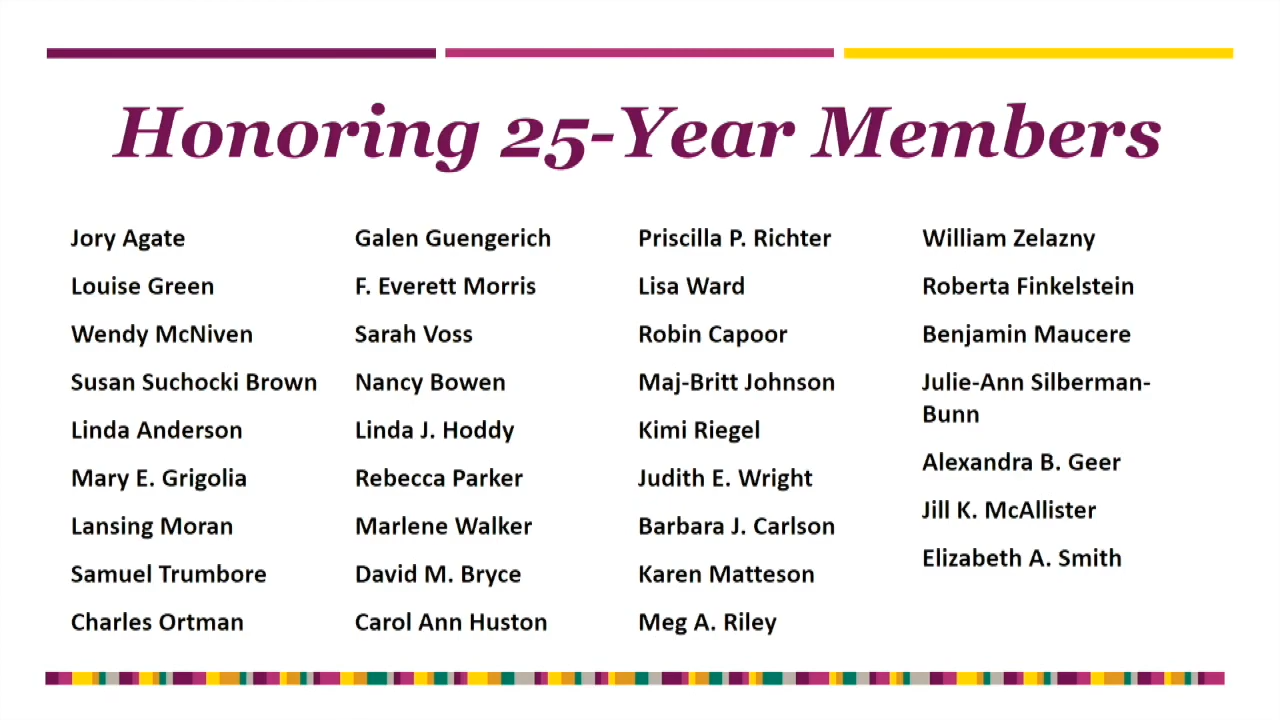 Honoring 25-Year Members
Jory Agate
Louise Green
Wendy McNiven
Susan Suchocki Brown
Linda Anderson
Mary E. Grigolia
Lansing Moran
Samuel Trumbore
Charles Ortman
Galen Guengerich
F. Everett Morris
Sarah Voss
Nancy Bowen
Linda J. Hoddy
Rebecca Parker
Marlene Walker
David M. Bryce
Carol Ann Huston
Priscilla P. Richter
Lisa Ward
Robin Capoor
Maj-Britt Johnson
Kimi Riegel
Judith E. Wright
Barbara J. Carlson
Karen Matteson
Meg A. Riley
William Zelazny
Roberta Finkelstein
Benjamin Maucere
Julie-Ann Silberman-
Bunn
Alexandra B. Geer
Jill K. McAllister
Elizabeth A. Smith